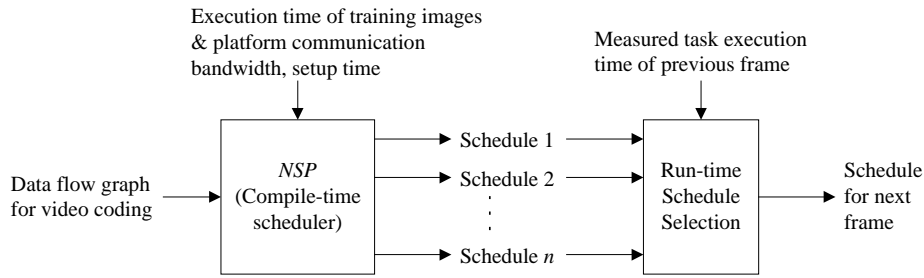 Execution time of training images
& platform communication
bandwidth, setup time
Measured task execution
time of previous frame
Data flow graph
for video coding
NSP
(Compile-time
scheduler)
Schedule 1
Schedule 2
Schedule n
Run-time
Schedule
Selection
Schedule
for next
frame